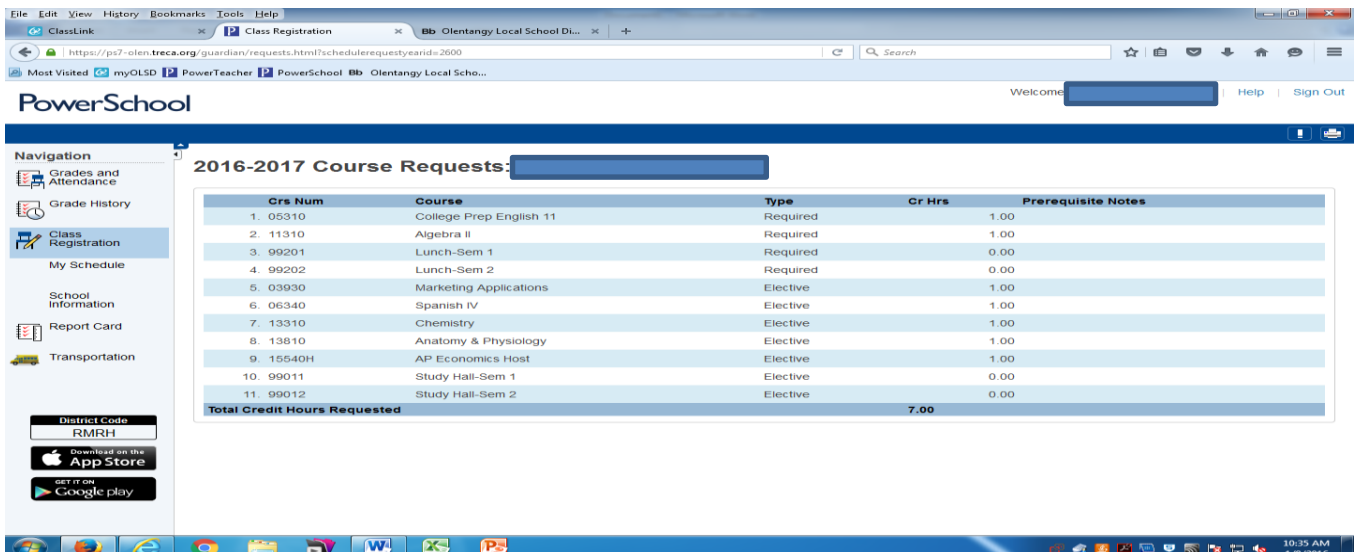 File Edit View History Bookmarks Tools Help
ClassLink × Class Registration × Bb Olentangy Local School Di... × +
https://ps7-olen.treca.org/guardian/requests.html?schedulerequestyearid=2600 Search
Most Visited myOLSD PowerTeacher PowerSchool Bb Olentangy Local Scho...
PowerSchool Welcome Help Sign Out
Navigation
Grades and
Attendance
Grade History
Class
Registration
My Schedule
School
Information
Report Card
Transportation
District Code
RMRH
Download on the
App Store
GET IT ON
Google play
2016-2017 Course Requests:
Crs Num Course Type Cr Hrs Prerequisite Notes
1. 05310 College Prep English 11 Required 1.00
2. 11310 Algebra II Required 1.00
3. 99201 Lunch-Sem 1 Required 0.00
4. 99202 Lunch-Sem 2 Required 0.00
5. 03930 Marketing Applications Elective 1.00
6. 06340 Spanish IV Elective 1.00
7. 13310 Chemistry Elective 1.00
8. 13810 Anatomy & Physiology Elective 1.00
9. 15540H AP Economics Host Elective 1.00
10. 99011 Study Hall-Sem 1 Elective 0.00
11. 99012 Study Hall-Sem 2 Elective 0.00
Total Credit Hours Requested 7.00
10:35 AM